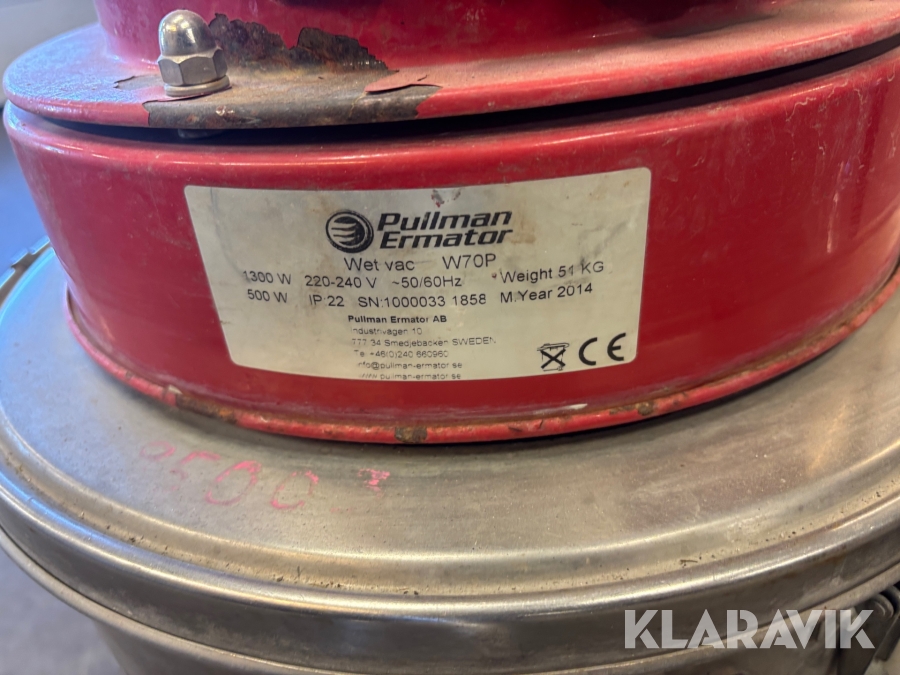 Pullman
Ermator
Wet vac W70P
1300 W 220-240 V ~50/60Hz Weight 51 KG
500 W IP:22 SN:1000033 1858 M.Year 2014
Pullman Ermator AB
Industrivägen 10
777 34 Smedjebacken SWEDEN
Tel +46(0)240 660960
info@pullman-ermator.se
www.pullman-ermator.se
CE
KLARAVIK